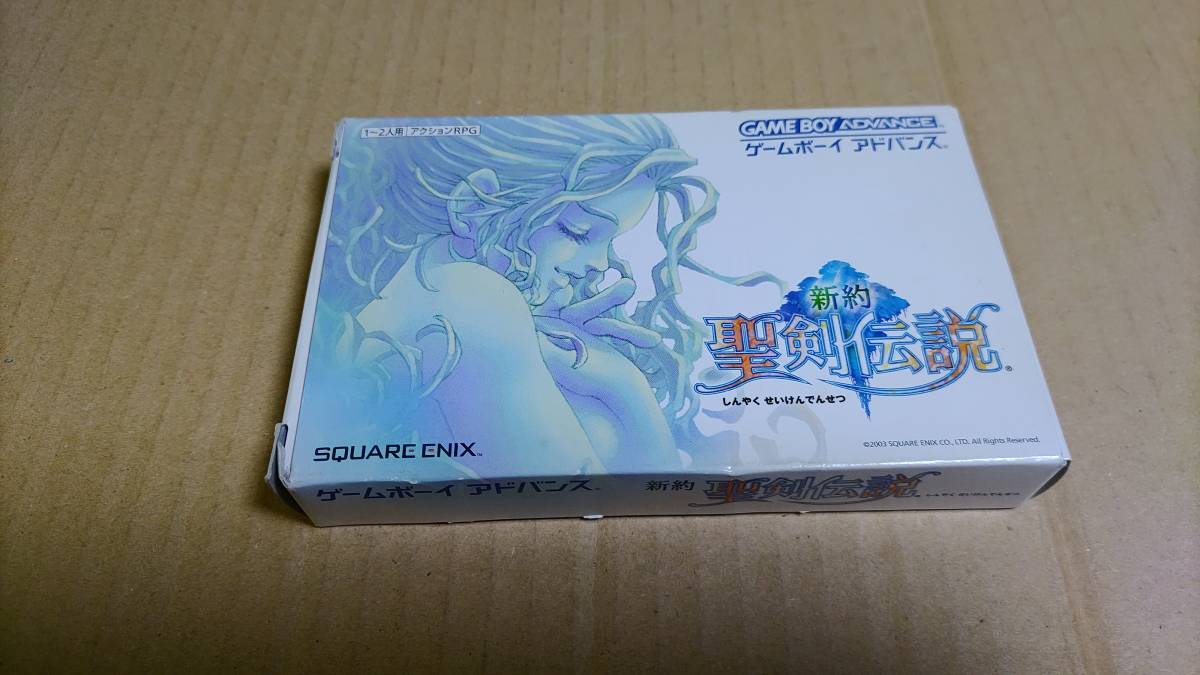 1~2人用 アクションRPG
GAME BOY ADVANCE
ゲームボーイ アドバンス
新約
聖剣伝説
しんやく せいけんでんせつ
©2003 SQUARE ENIX CO., LTD. All Rights Reserved.
SQUARE ENIX
ゲームボーイ アドバンス 新約 聖剣伝説